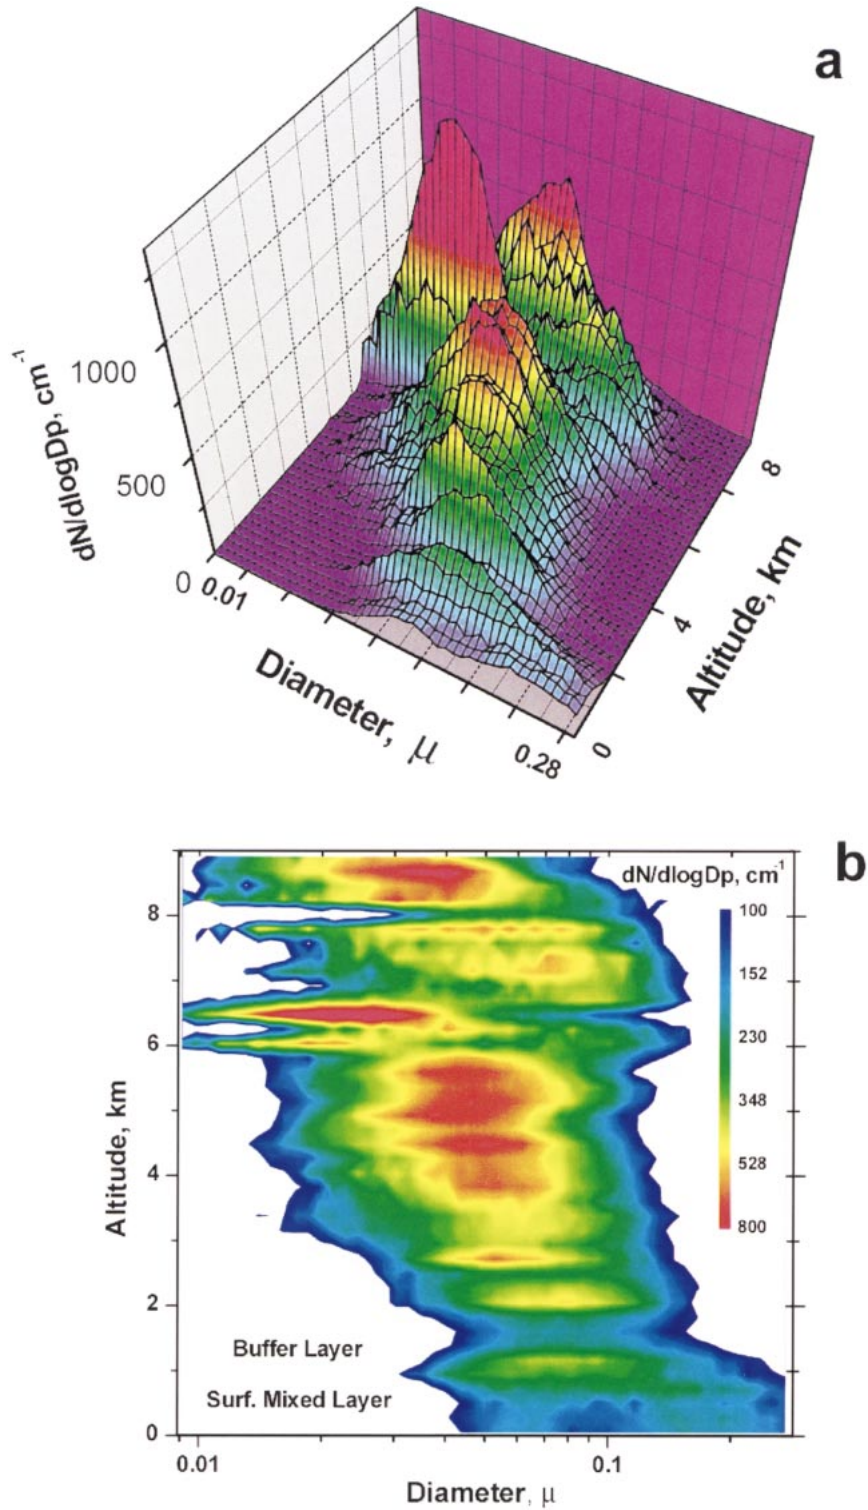 a
dN/dlogDp, cm⁻¹
1000
500
0
0.01
Diameter, μ
0.28
0
4
8
Altitude, km
b
dN/dlogDp, cm⁻¹
100
152
230
348
528
800
8
6
4
2
0
Altitude, km
Buffer Layer
Surf. Mixed Layer
0.01
0.1
Diameter, μ